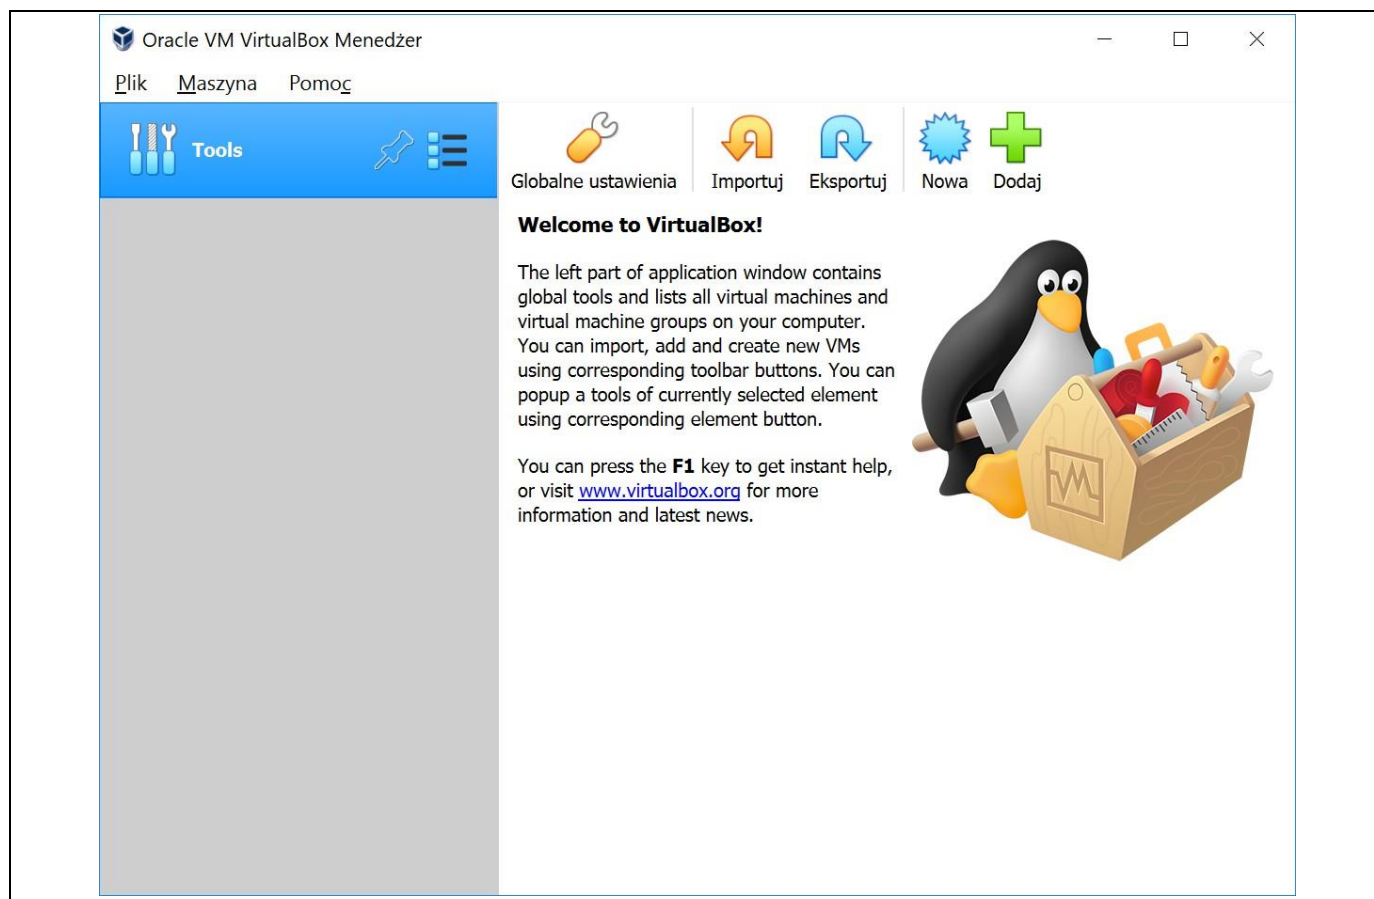 Oracle VM VirtualBox Menedżer
Plik Maszyna Pomoc
Tools
Globalne ustawienia Importuj Eksportuj Nowa Dodaj
Welcome to VirtualBox!
The left part of application window contains
global tools and lists all virtual machines and
virtual machine groups on your computer.
You can import, add and create new VMs
using corresponding toolbar buttons. You can
popup a tools of currently selected element
using corresponding element button.
You can press the F1 key to get instant help,
or visit www.virtualbox.org for more
information and latest news.